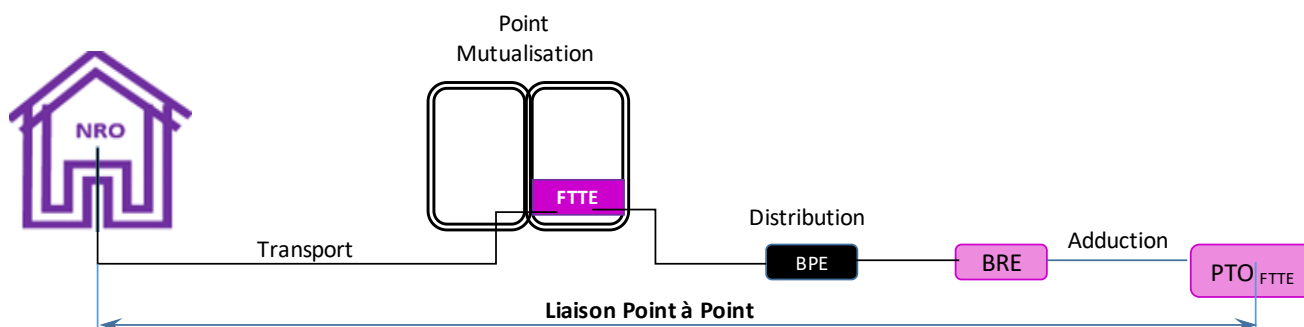 Point
Mutualisation
NRO
FTTE
Distribution
Transport
BPE
BRE
Adduction
PTO FTTE
Liaison Point à Point